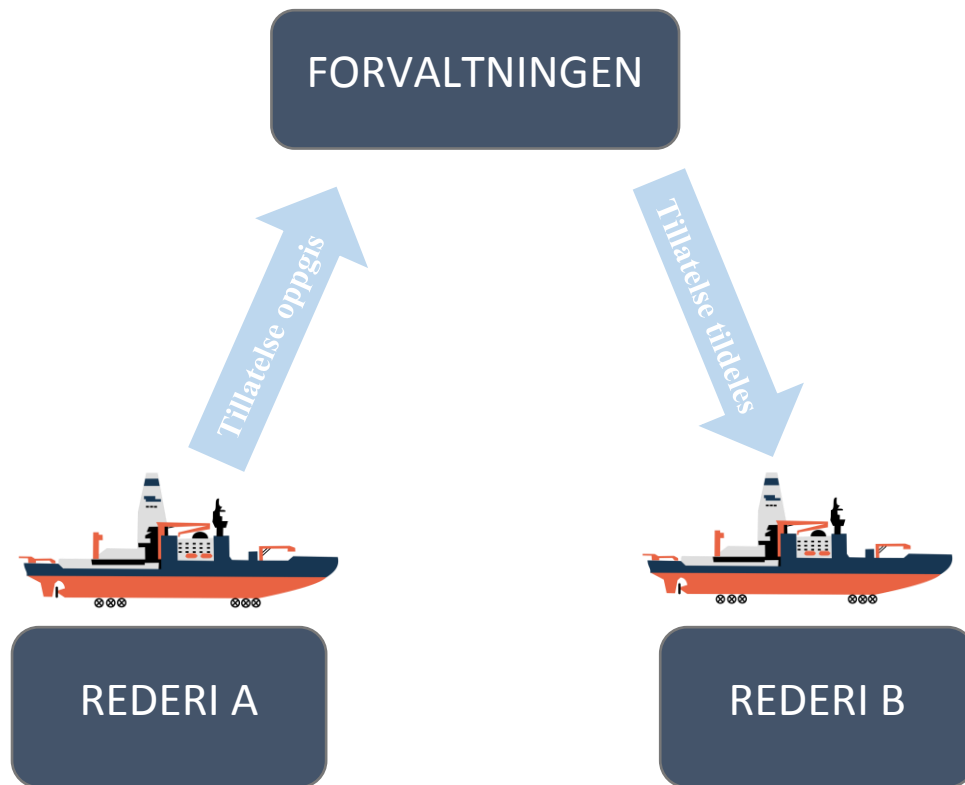 FORVALTNINGEN
Tillatelse oppgis
Tillatelse tildeles
REDERI A
REDERI B